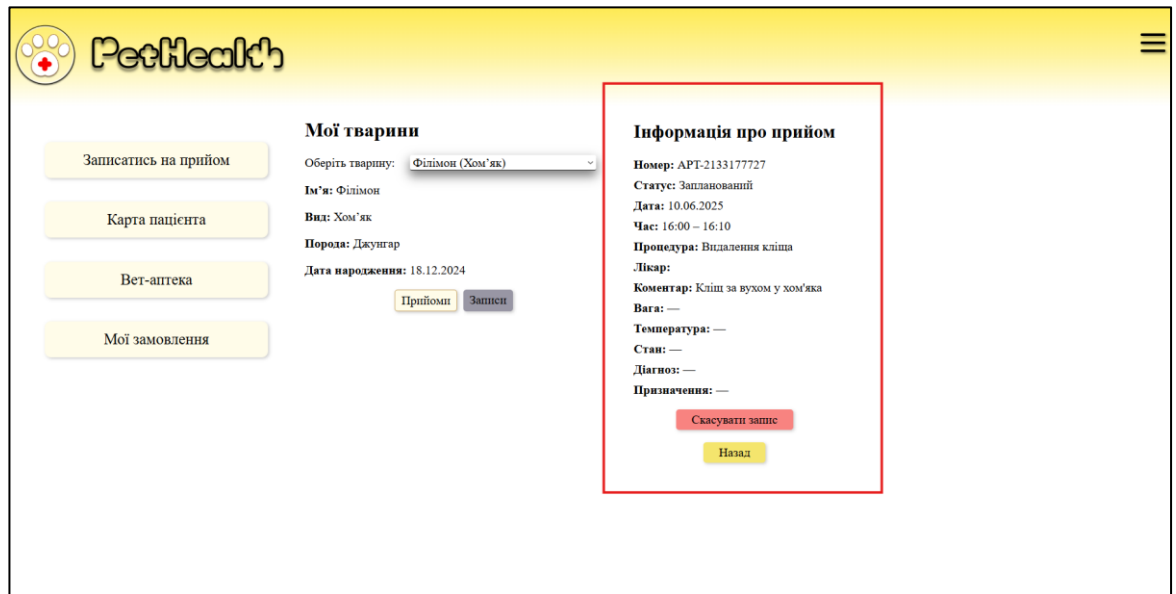 PetHealth
Записатись на прийом
Карта пацієнта
Вет-аптека
Мої замовлення
Мої тварини
Оберіть тварину: Філімон (Хом’як)
Ім’я: Філімон
Вид: Хом’як
Порода: Джунгар
Дата народження: 18.12.2024
Прийоми Записи
Інформація про прийом
Номер: APT-2133177727
Статус: Запланований
Дата: 10.06.2025
Час: 16:00 – 16:10
Процедура: Видалення кліща
Лікар:
Коментар: Кліщ за вухом у хом'яка
Вага: —
Температура: —
Стан: —
Діагноз: —
Призначення: —
Скасувати запис
Назад